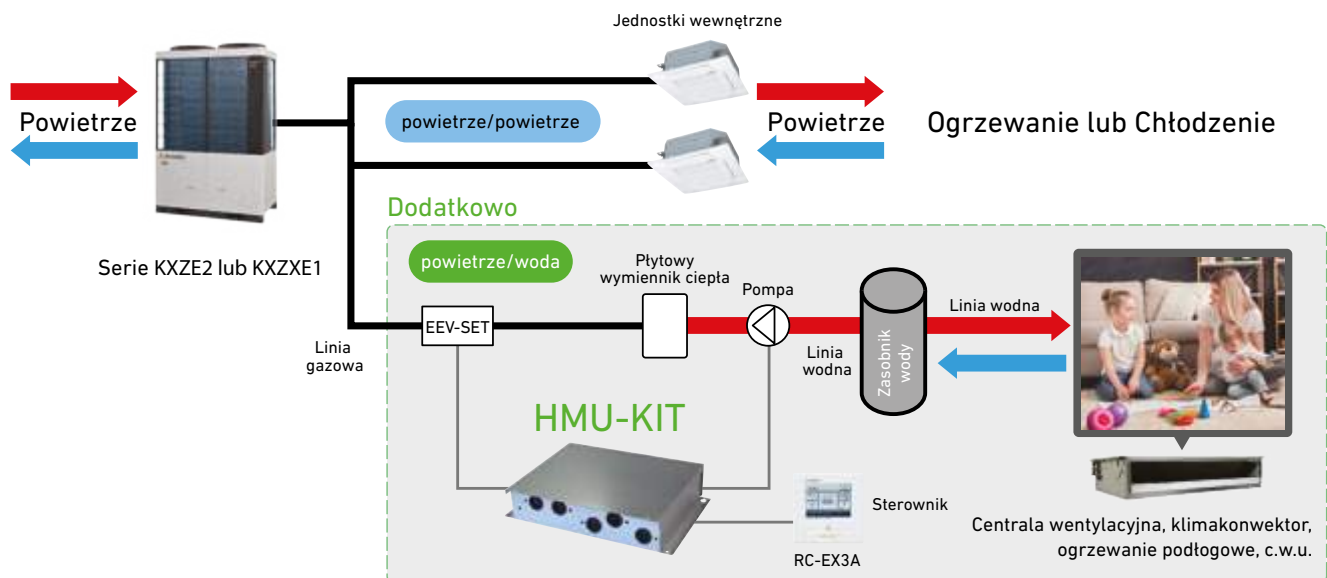 Jednostki wewnętrzne
Powietrze
powietrze/powietrze
Powietrze
Ogrzewanie lub Chłodzenie
Serie KXZE2 lub KXZXE1
Dodatkowo
powietrze/woda
Płytowy
wymiennik ciepła
Pompa
EEV-SET
Linia
gazowa
Linia
wodna
Zasobnik
wody
Linia wodna
HMU-KIT
Sterownik
RC-EX3A
Centrala wentylacyjna, klimakonwektor,
ogrzewanie podłogowe, c.w.u.